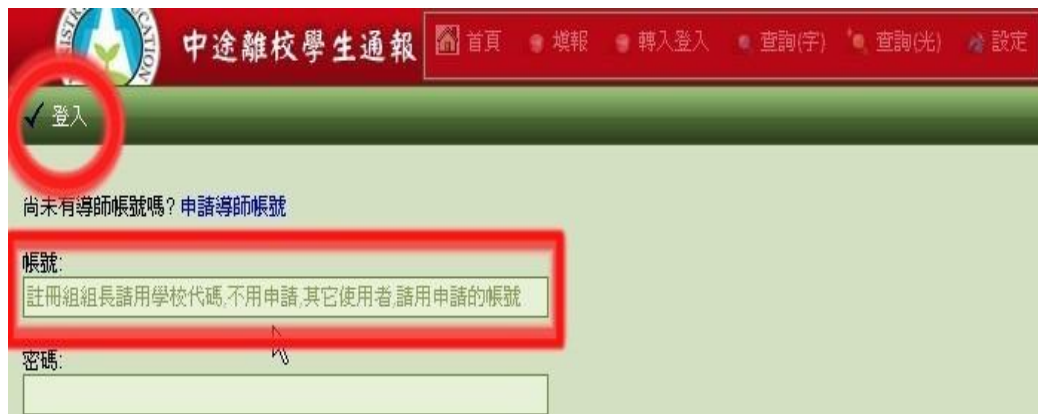 中途離校學生通報 首頁 填報 轉入登入 查詢(字) 查詢(光) 設定
登入
尚未有導師帳號嗎? 申請導師帳號
帳號:
註冊組組長請用學校代碼,不用申請,其它使用者,請用申請的帳號
密碼: